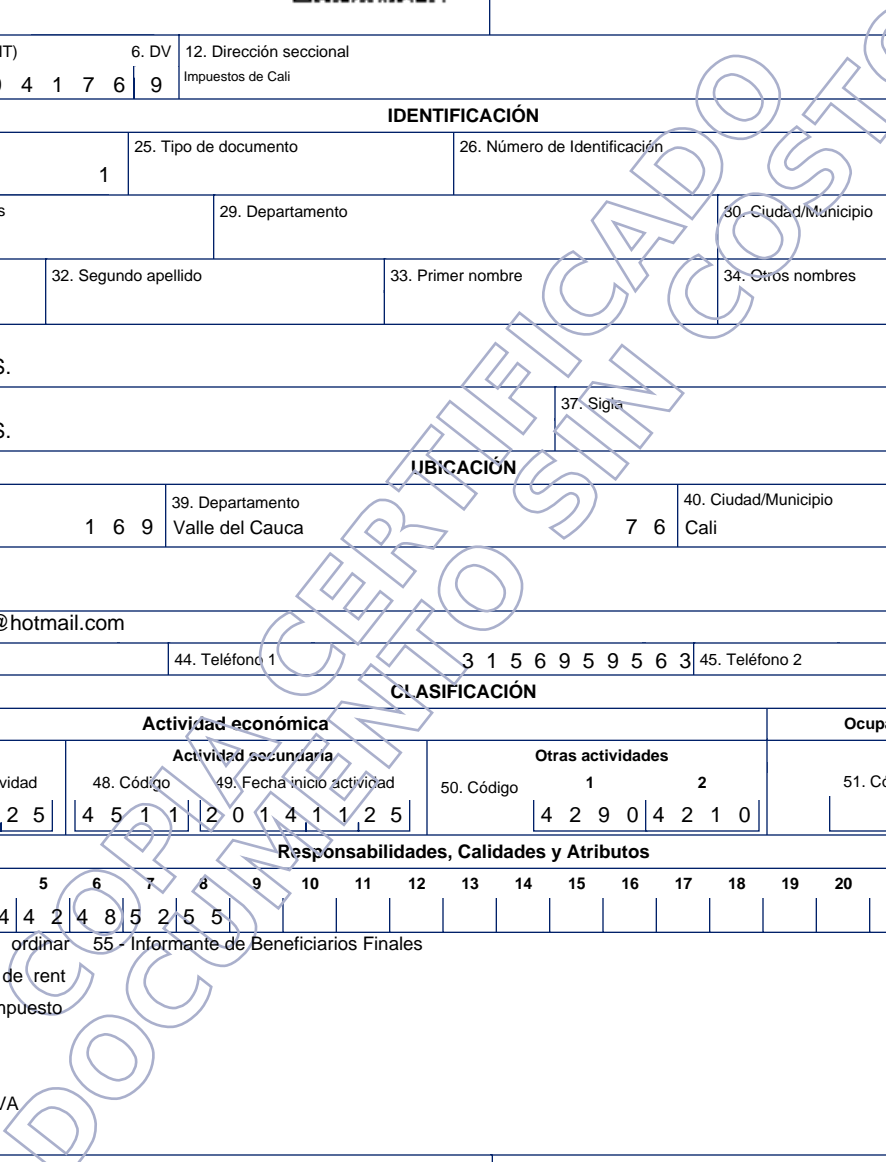 IT) 6. DV 12. Dirección seccional
4 1 7 6 9 Impuestos de Cali
IDENTIFICACIÓN
25. Tipo de documento 26. Número de Identificación
1
s 29. Departamento 30. Ciudad/Municipio
32. Segundo apellido 33. Primer nombre 34. Otros nombres
S.
37. Sigla
S.
UBICACIÓN
39. Departamento 40. Ciudad/Municipio
1 6 9 Valle del Cauca 7 6 Cali
@hotmail.com
44. Teléfono 1 3 1 5 6 9 5 9 5 6 3 45. Teléfono 2
CLASIFICACIÓN
Actividad económica Ocupa
Actividad secundaria Otras actividades
vidad 48. Código 49. Fecha inicio actividad 50. Código 1 2 51. Có
2 5 4 5 1 1 2 0 1 4 1 1 2 5 4 2 9 0 4 2 1 0
Responsabilidades, Calidades y Atributos
5 6 7 8 9 10 11 12 13 14 15 16 17 18 19 20
4 4 2 4 8 5 2 5 5
ordinar 55 - Informante de Beneficiarios Finales
de rent
mpuesto
VA
COPIA CERTIFICADO
DOCUMENTO SIN COSTO